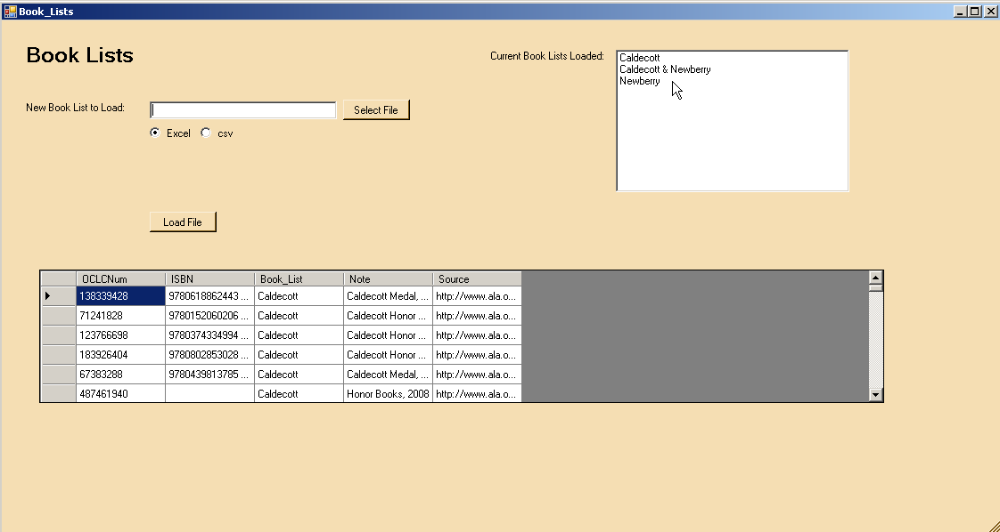 Book_Lists
Book Lists
Current Book Lists Loaded:
Caldecott
Caldecott & Newberry
Newberry
New Book List to Load:
Select File
Excel csv
Load File
OCLCNum ISBN Book_List Note Source
138339428 9780618862443 ... Caldecott Caldecott Medal, ... http://www.ala.o...
71241828 9780152060206 ... Caldecott Caldecott Honor ... http://www.ala.o...
123766698 9780374334994 ... Caldecott Caldecott Honor ... http://www.ala.o...
183926404 9780802853028 ... Caldecott Caldecott Honor ... http://www.ala.o...
67383288 9780439813785 ... Caldecott Caldecott Medal, ... http://www.ala.o...
487461940 Caldecott Honor Books, 2008 http://www.ala.o...